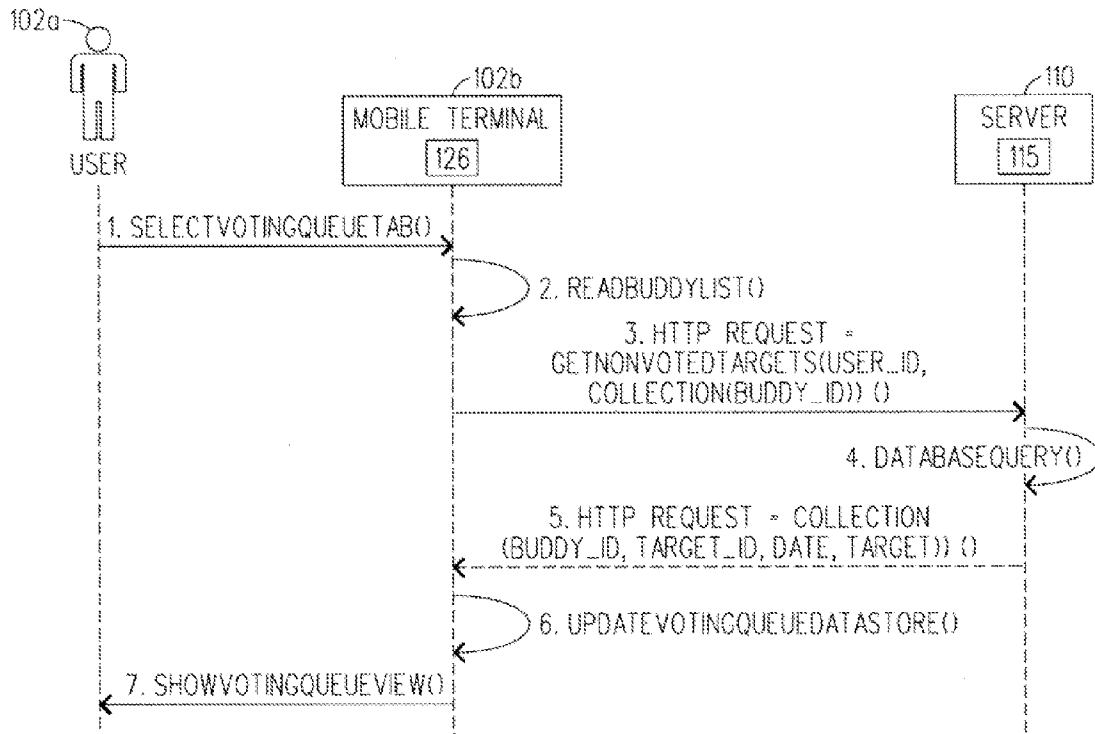 102a
102b
110
MOBILE TERMINAL
SERVER
126
115
USER
1. SELECTVOTINGQUEUETAB()
2. READBUDDYLIST()
3. HTTP REQUEST =
GETNONVOTEDTARGETS(USER_ID,
COLLECTION(BUDDY_ID)) ()
4. DATABASEQUERY()
5. HTTP REQUEST = COLLECTION
(BUDDY_ID, TARGET_ID, DATE, TARGET)) ()
6. UPDATEVOTINCQUEUEDATASTORE()
7. SHOWVOTINGQUEUEVIEW()